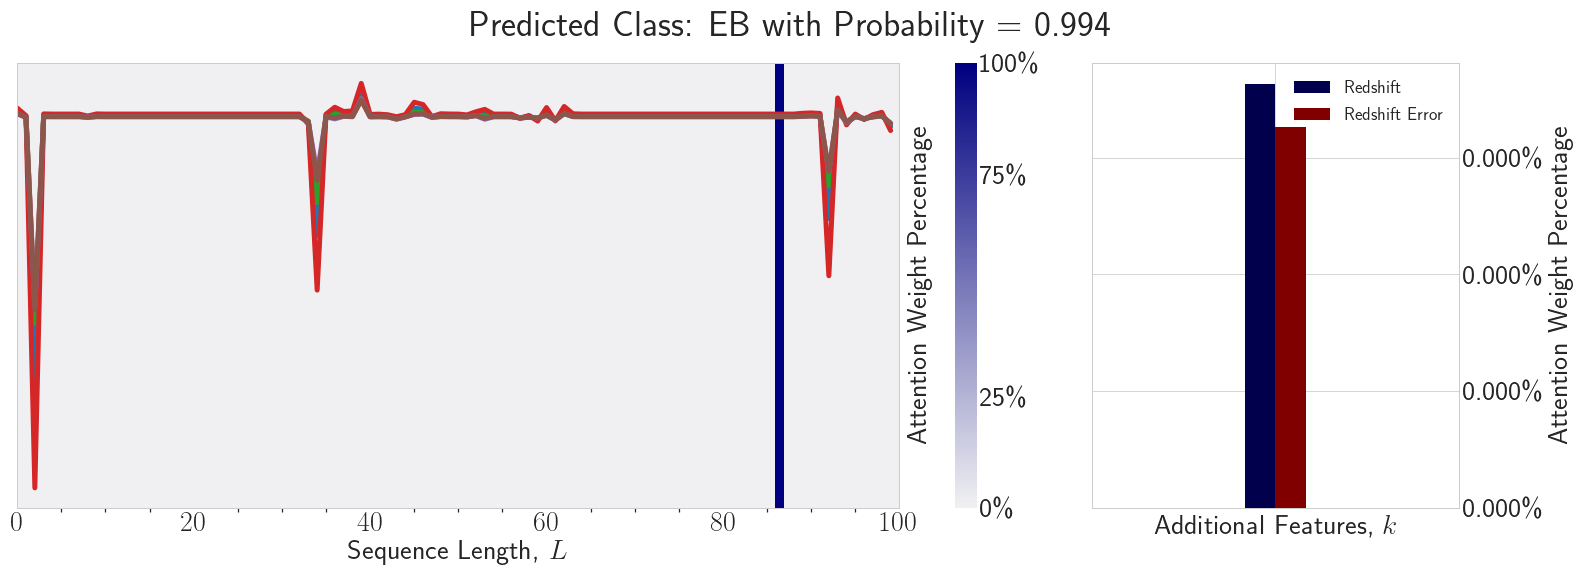 Predicted Class: EB with Probability = 0.994
0 20 40 60 80 100
Sequence Length, L
100%
75%
25%
0%
Attention Weight Percentage
Redshift
Redshift Error
0.000%
0.000%
0.000%
0.000%
Attention Weight Percentage
Additional Features, k